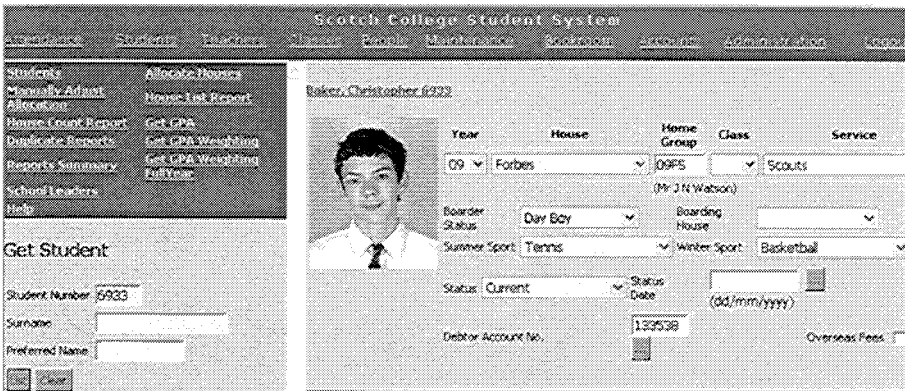 Scotch College Student System
Attendance Students Teachers Classes People Maintenance Bookroom Accounts Administration Logout
Students Allocate Houses
Manually Adjust Allocation House List Report
House Count Report Get GPA
Duplicate Reports Get GPA Weighting
Reports Summary Get GPA Weighting FullYear
School Leaders
Help
Get Student
Student Number 6933
Surname
Preferred Name
Clear
Baker, Christopher 6933
Year House Home Group Class Service
09 Forbes 09FS Scouts
(Mr J N Watson)
Boarder Status Day Boy Boarding House
Summer Sport Tennis Winter Sport Basketball
Status Current Status Date
(dd/mm/yyyy)
Debtor Account No. 133538 Overseas Fees